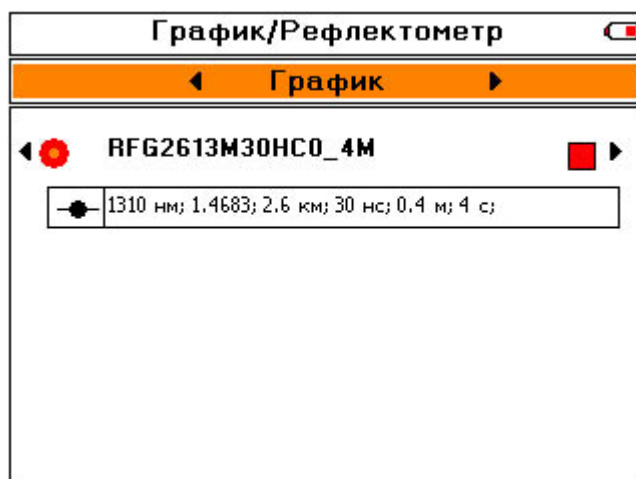 График/Рефлектометр
График
RFG2613M30HC0_4M
1310 нм; 1.4683; 2.6 км; 30 нс; 0.4 м; 4 с;